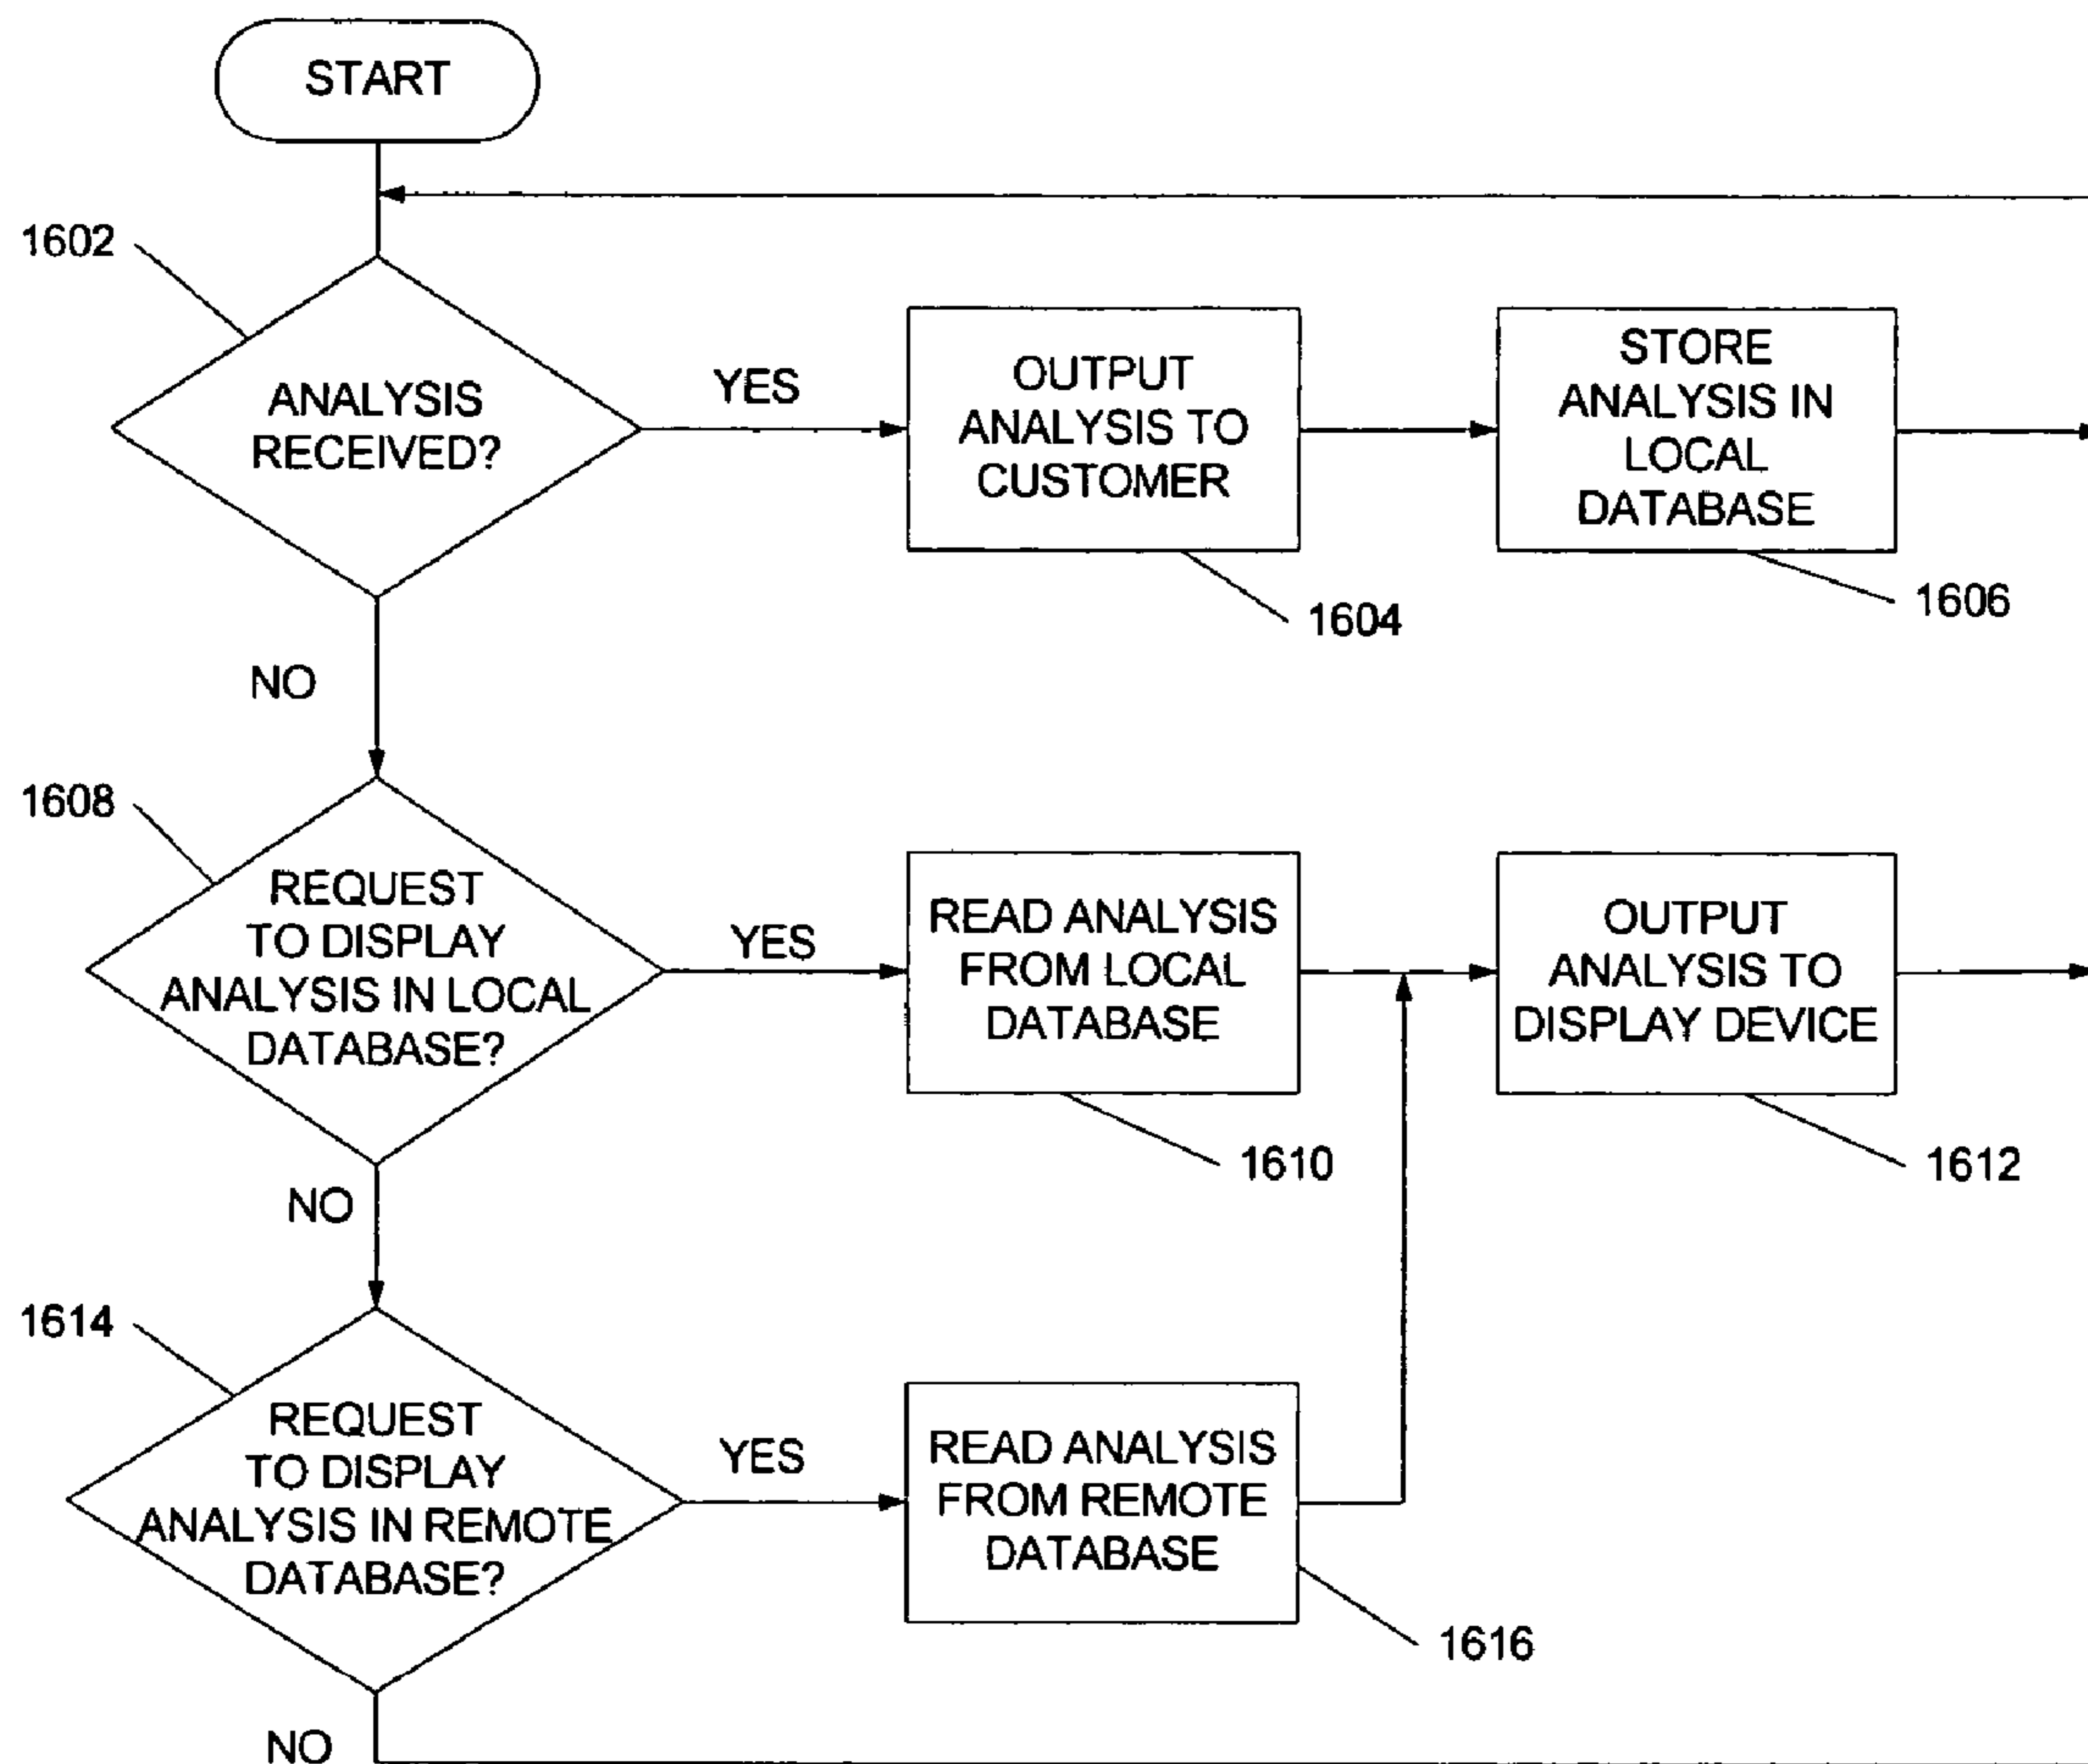 START
1602
ANALYSIS
RECEIVED?
YES
OUTPUT
ANALYSIS TO
CUSTOMER
1604
STORE
ANALYSIS IN
LOCAL
DATABASE
1606
NO
1608
REQUEST
TO DISPLAY
ANALYSIS IN LOCAL
DATABASE?
YES
READ ANALYSIS
FROM LOCAL
DATABASE
1610
OUTPUT
ANALYSIS TO
DISPLAY DEVICE
1612
NO
1614
REQUEST
TO DISPLAY
ANALYSIS IN REMOTE
DATABASE?
YES
READ ANALYSIS
FROM REMOTE
DATABASE
1616
NO